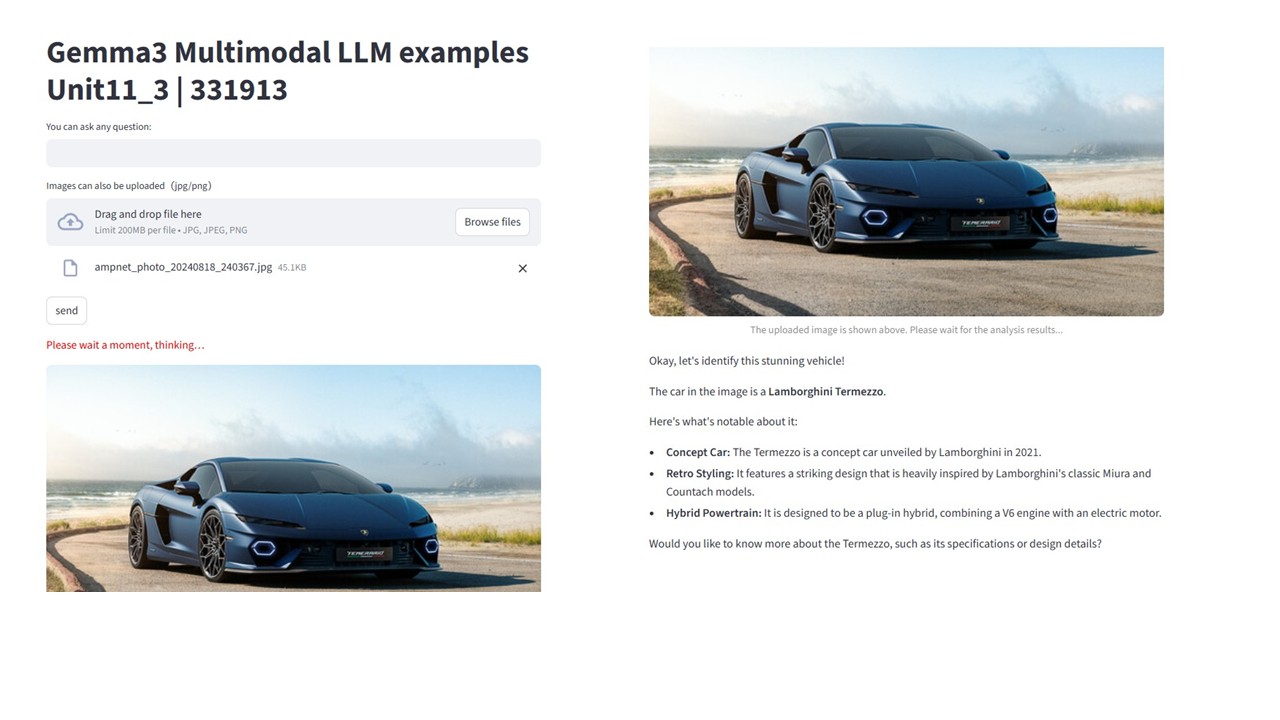 Gemma3 Multimodal LLM examples
Unit11_3 | 331913
You can ask any question:
Images can also be uploaded（jpg/png）
Drag and drop file here
Limit 200MB per file • JPG, JPEG, PNG
Browse files
ampnet_photo_20240818_240367.jpg 45.1KB
send
Please wait a moment, thinking…
The uploaded image is shown above. Please wait for the analysis results...
Okay, let's identify this stunning vehicle!
The car in the image is a Lamborghini Termezzo.
Here's what's notable about it:
• Concept Car: The Termezzo is a concept car unveiled by Lamborghini in 2021.
• Retro Styling: It features a striking design that is heavily inspired by Lamborghini's classic Miura and
Countach models.
• Hybrid Powertrain: It is designed to be a plug-in hybrid, combining a V6 engine with an electric motor.
Would you like to know more about the Termezzo, such as its specifications or design details?